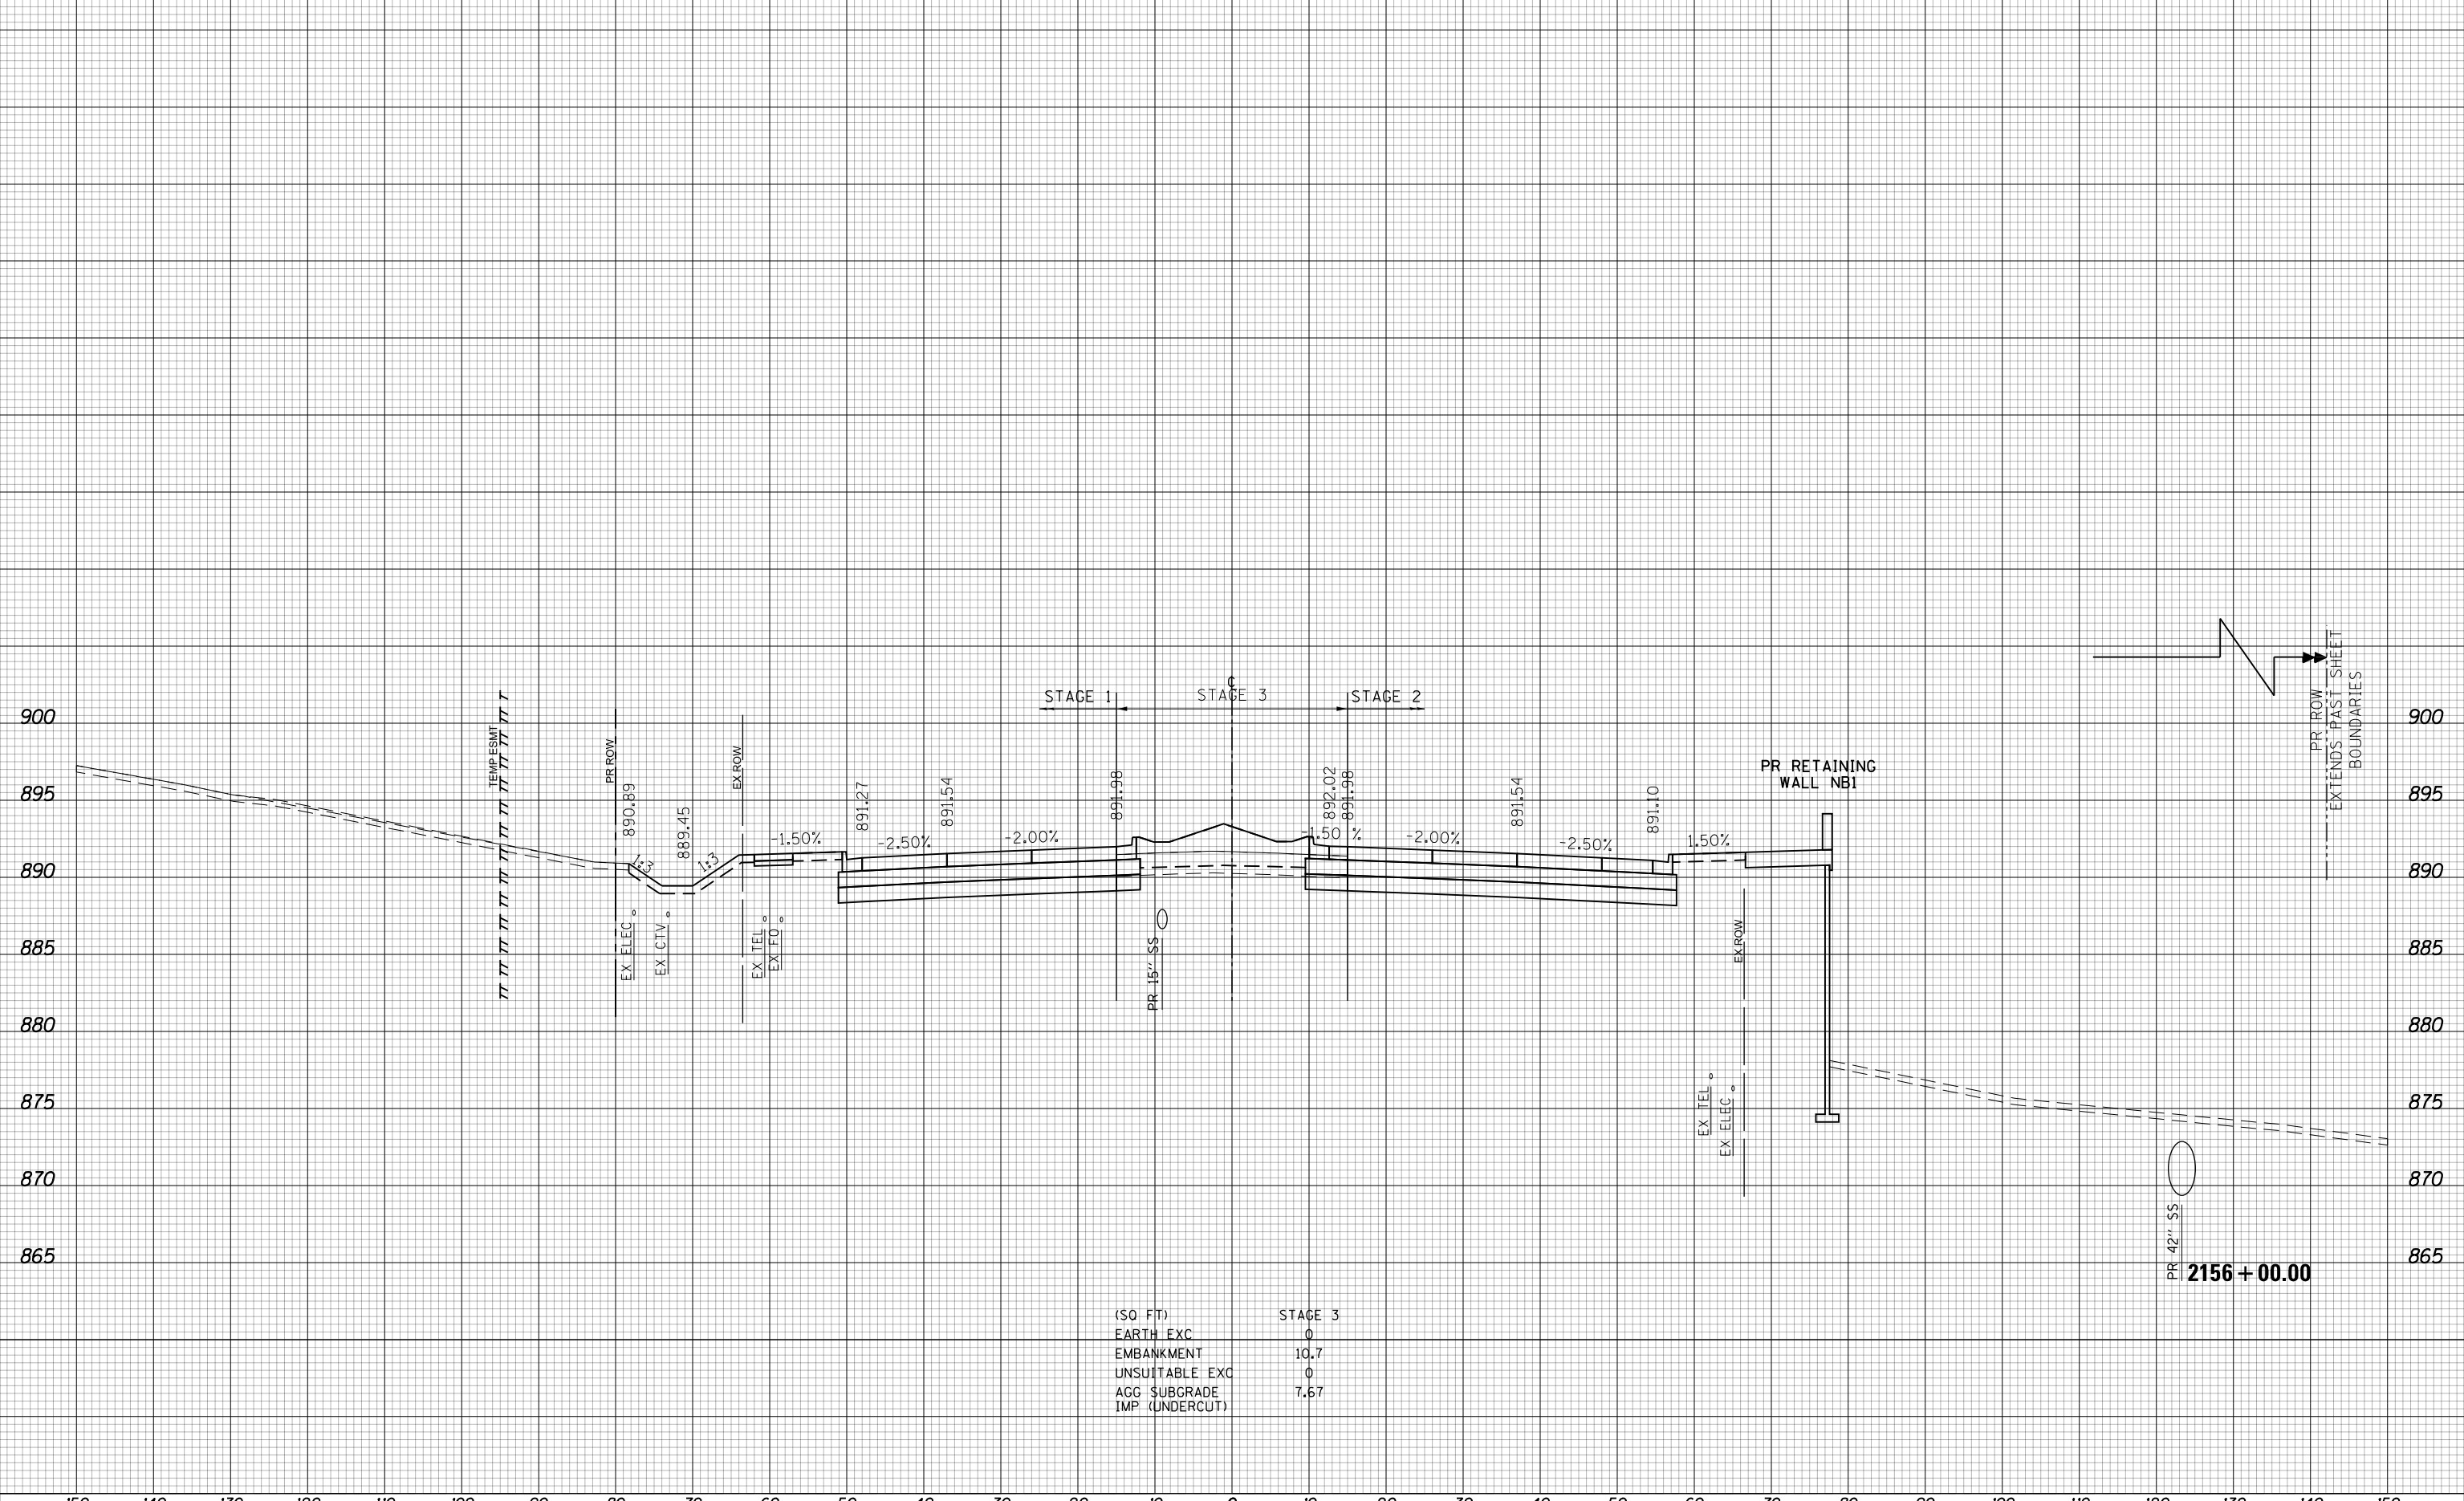 STAGE 1
℄
STAGE 3
STAGE 2
900
TEMP ESMT
PR ROW
EX ROW
PR ROW
EXTENDS PAST SHEET
BOUNDARIES
900
PR RETAINING
WALL NB1
895
890.89
889.45
891.27
891.54
891.98
892.02
891.98
891.54
891.10
895
1:3
1:3
-1.50%
-2.50%
-2.00%
-1.50 %
-2.00%
-2.50%
1.50%
890
890
EX ELEC
EX CTV
EX TEL
EX FO
PR 15" SS
EX ROW
885
885
880
880
875
EX TEL
EX ELEC
875
870
870
865
PR 42" SS
865
2156+00.00
(SQ FT) STAGE 3
EARTH EXC 0
EMBANKMENT 10.7
UNSUITABLE EXC 0
AGG SUBGRADE 7.67
IMP (UNDERCUT)